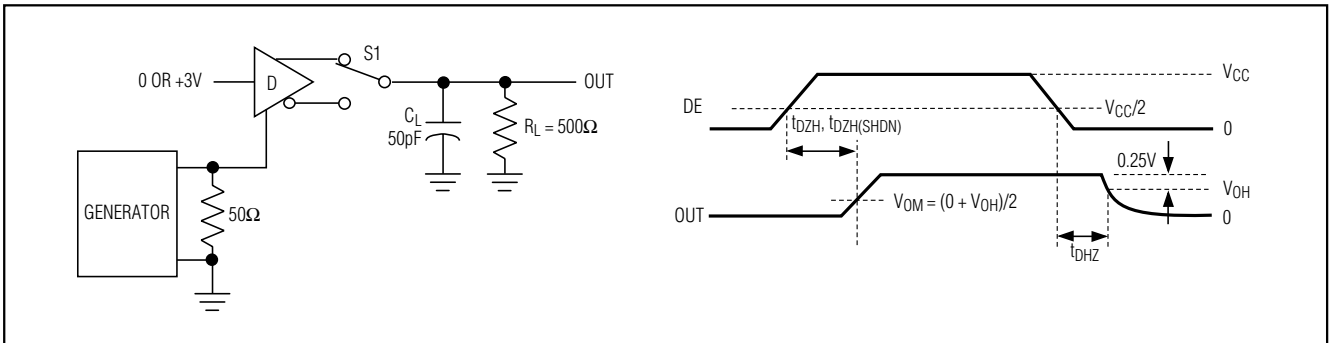 0 OR +3V
D
S1
OUT
C_L
50pF
R_L = 500Ω
GENERATOR
50Ω
DE
V_CC
V_CC/2
0
t_DZH, t_DZH(SHDN)
0.25V
V_OH
OUT
V_OM = (0 + V_OH)/2
0
t_DHZ